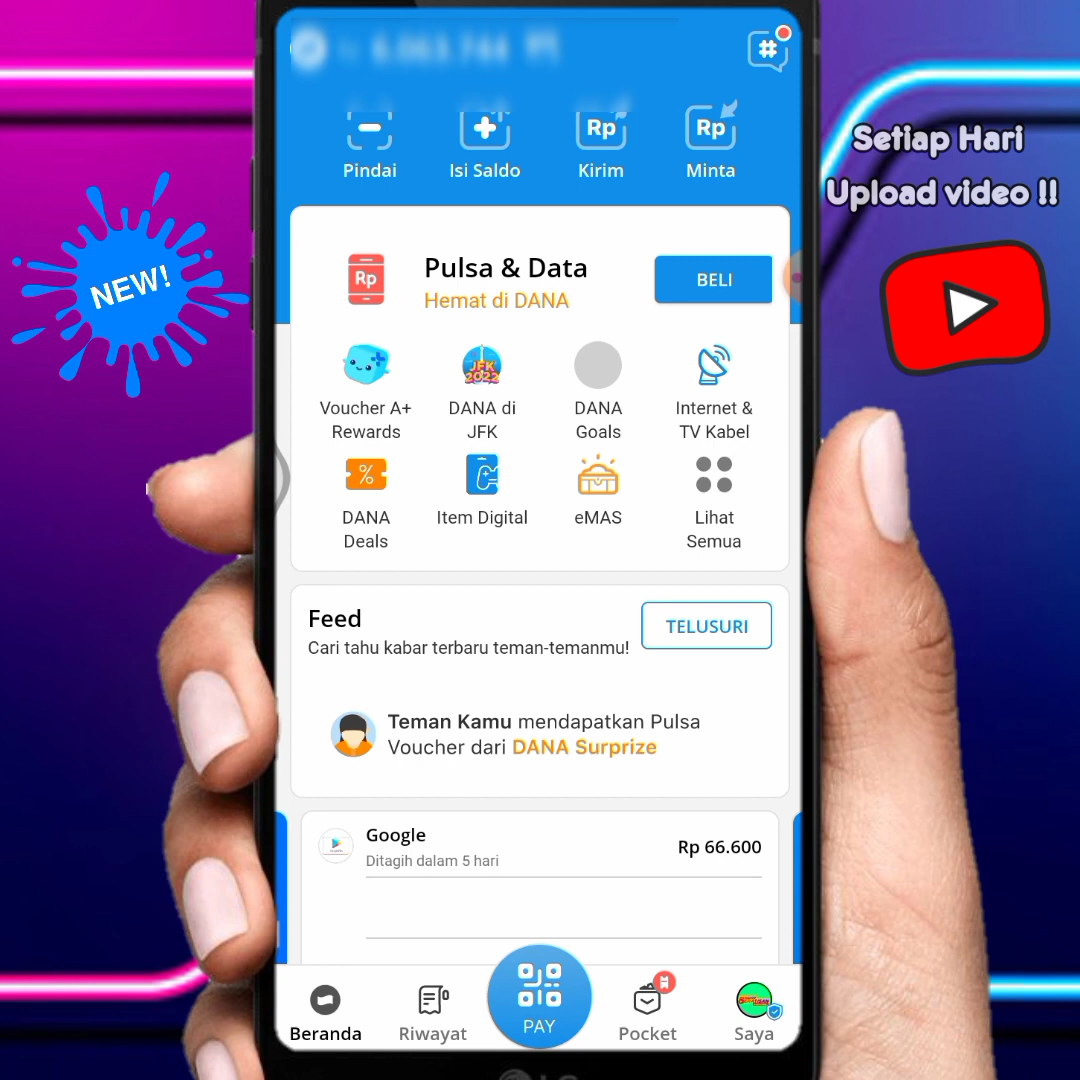 Pindai
Isi Saldo
Rp
Kirim
Rp
Minta
Setiap Hari
Upload video !!
NEW!
Rp
Pulsa & Data
Hemat di DANA
BELI
Voucher A+
Rewards
JFK
2022
DANA di
JFK
DANA
Goals
Internet &
TV Kabel
%
DANA
Deals
Item Digital
eMAS
Lihat
Semua
Feed
Cari tahu kabar terbaru teman-temanmu!
TELUSURI
Teman Kamu mendapatkan Pulsa
Voucher dari DANA Surprize
Google
Ditagih dalam 5 hari
Rp 66.600
Beranda
Riwayat
PAY
Pocket
Saya